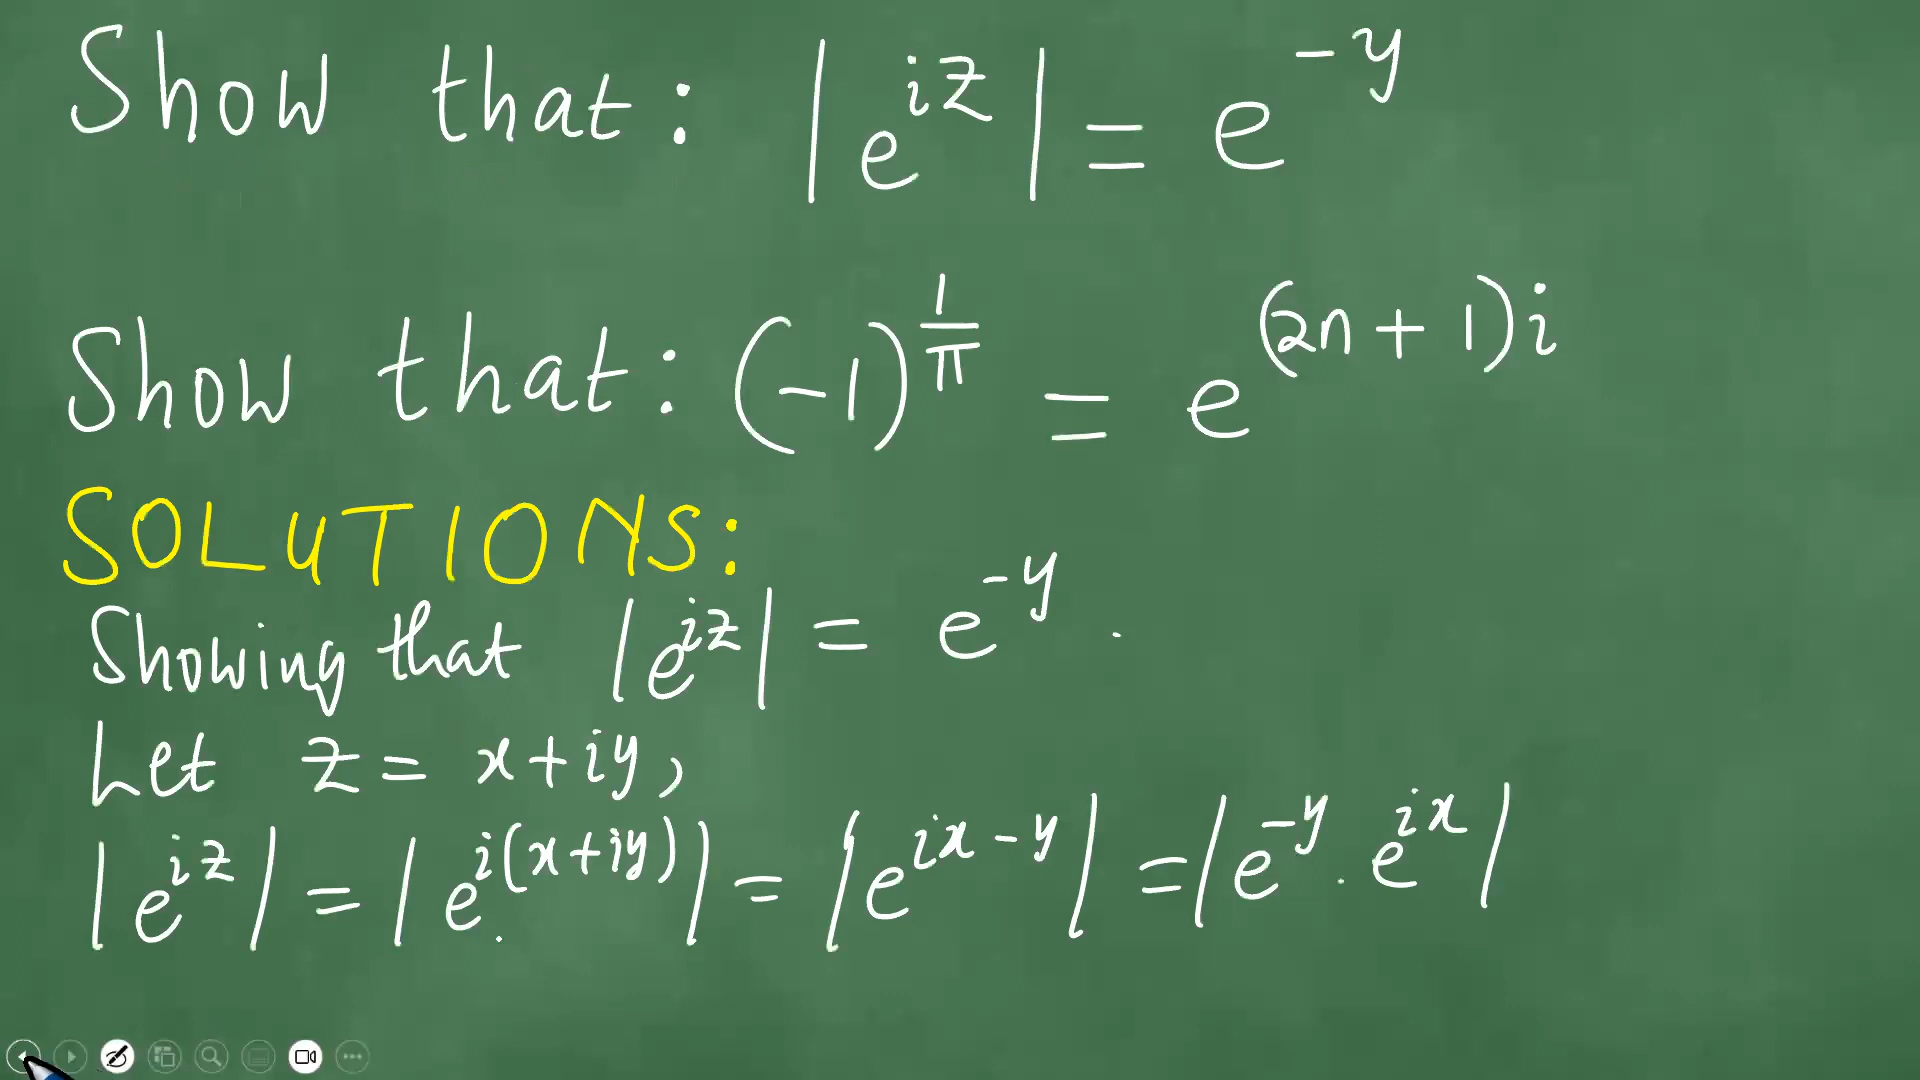 Show that: |e^{iz}| = e^{-y}
Show that: (-1)^{\frac{1}{π}} = e^{(2n+1)i}
SOLUTIONS:
Showing that |e^{iz}| = e^{-y}.
Let z = x+iy,
|e^{iz}| = |e^{i(x+iy)}| = |e^{ix-y}| = |e^{-y}.e^{ix}|